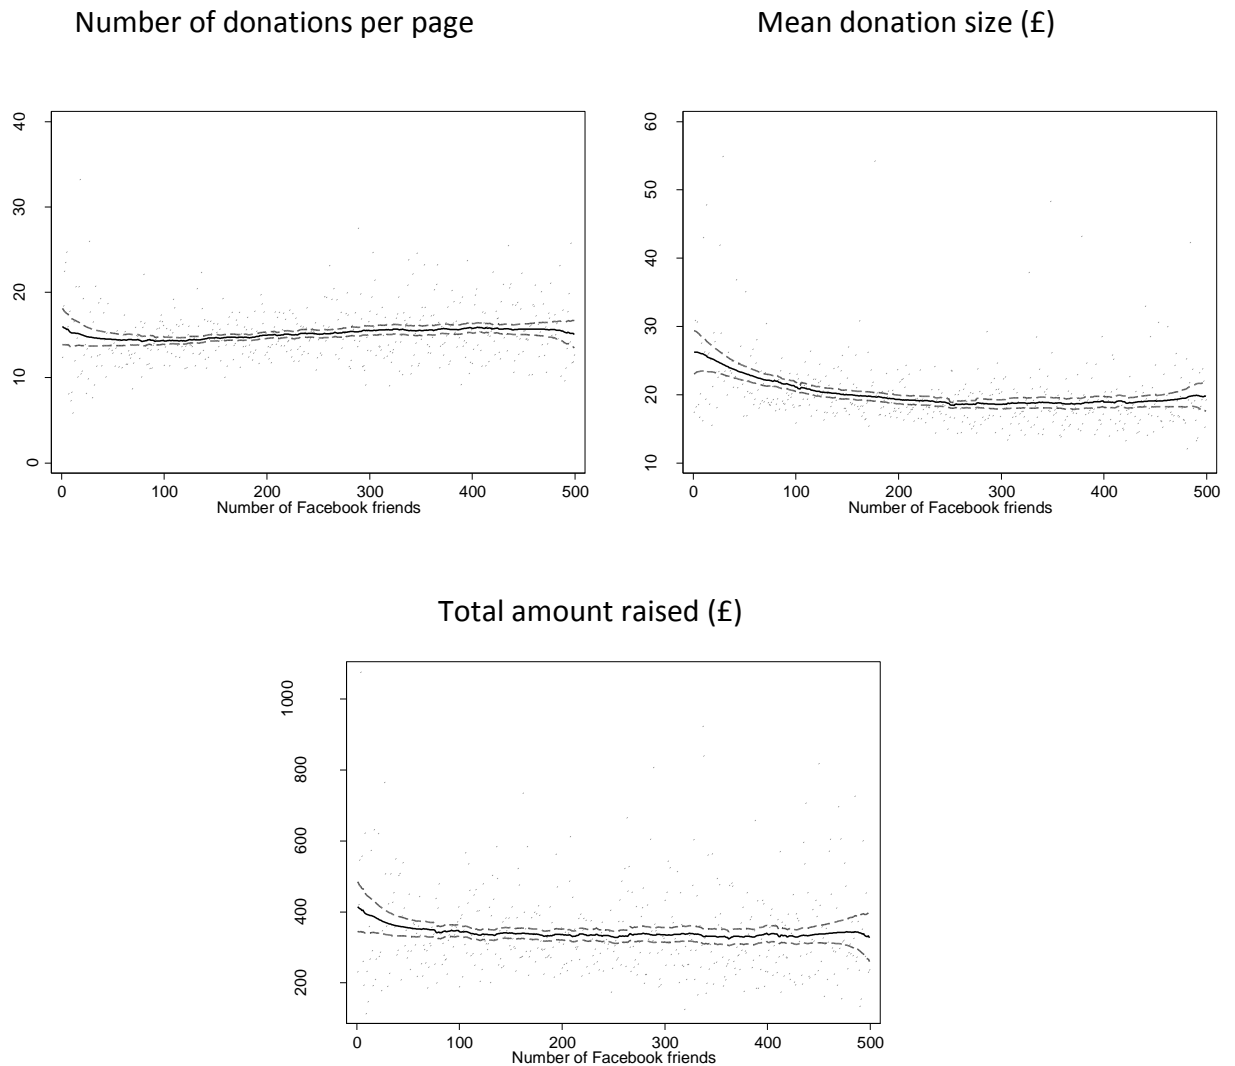 Number of donations per page
Mean donation size (£)
40
30
20
10
0
0 100 200 300 400 500
Number of Facebook friends
60
50
40
30
20
10
0 100 200 300 400 500
Number of Facebook friends
Total amount raised (£)
1000
800
600
400
200
0 100 200 300 400 500
Number of Facebook friends